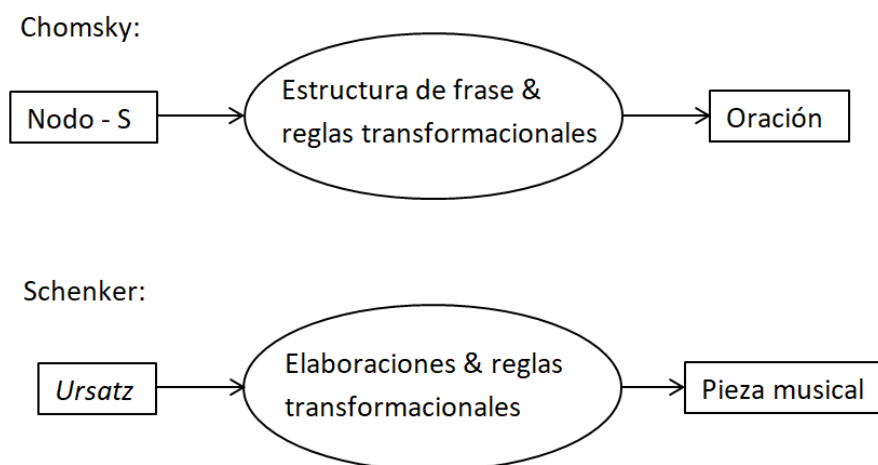 Chomsky:
Nodo - S
Estructura de frase &
reglas transformacionales
Oración
Schenker:
Ursatz
Elaboraciones & reglas
transformacionales
Pieza musical